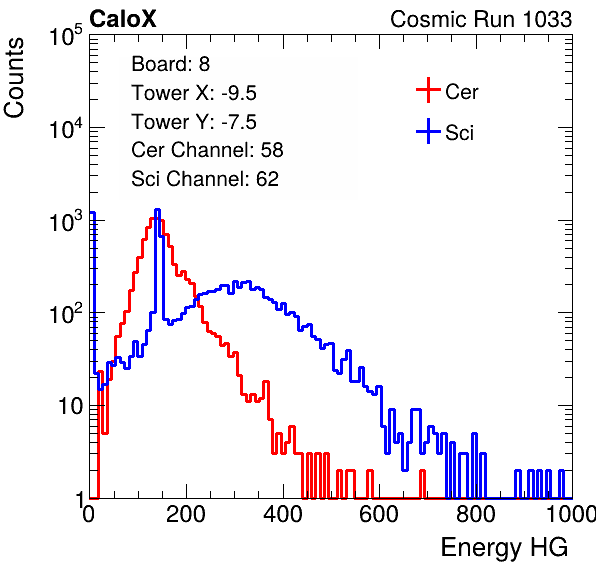 CaloX Cosmic Run 1033
Counts
10^5
10^4
10^3
10^2
10
1
Board: 8
Tower X: -9.5
Tower Y: -7.5
Cer Channel: 58
Sci Channel: 62
Cer
Sci
0 200 400 600 800 1000
Energy HG